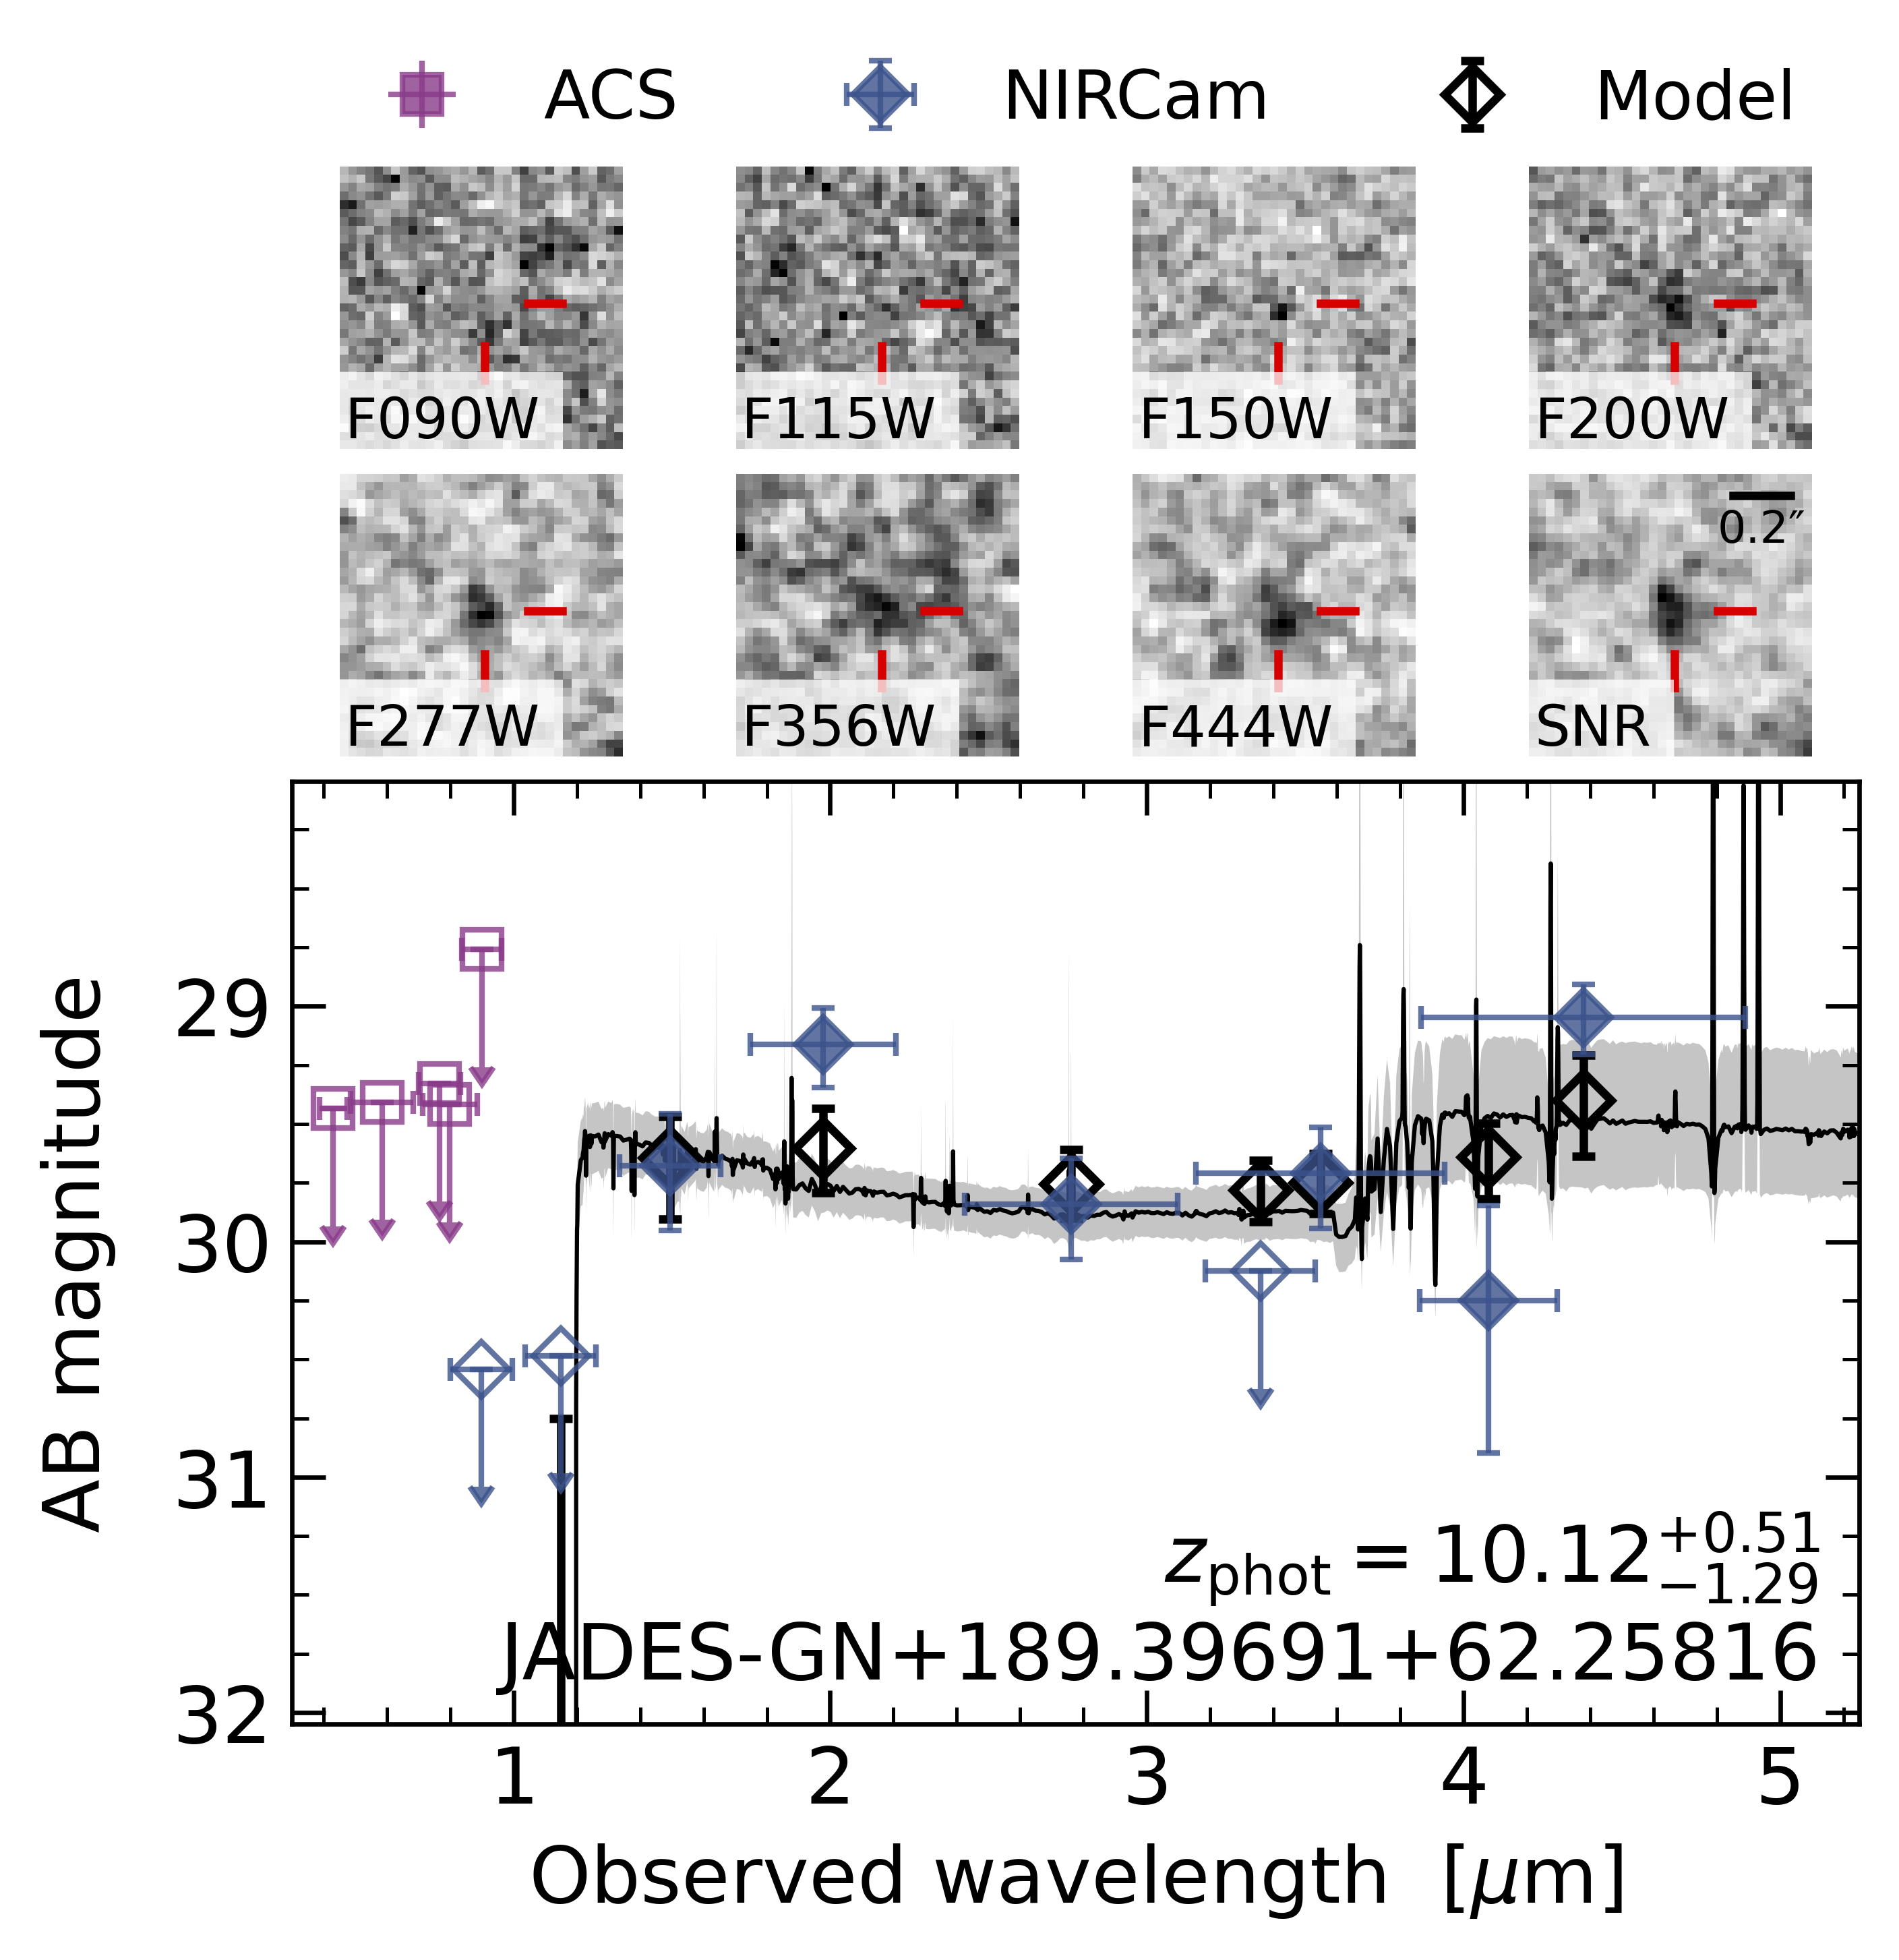 ACS NIRCam Model
F090W F115W F150W F200W
0.2″
F277W F356W F444W SNR
29
30
31
32
AB magnitude
z_phot = 10.12 +0.51 −1.29
JADES-GN+189.39691+62.25816
1 2 3 4 5
Observed wavelength [μm]